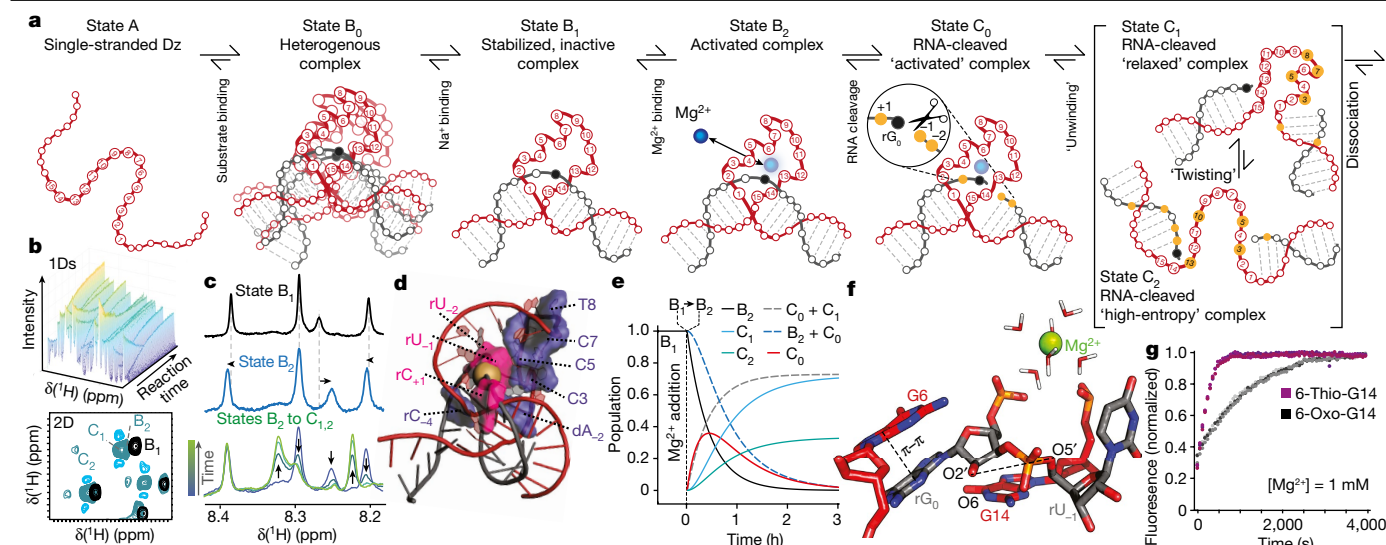 a
State A
Single-stranded Dz
Substrate binding
State B0
Heterogenous
complex
Na+ binding
State B1
Stabilized, inactive
complex
Mg2+ binding
State B2
Activated complex
Mg2+
RNA cleavage
State C0
RNA-cleaved
'activated' complex
+1
rG0
−1
−2
'Unwinding'
State C1
RNA-cleaved
'relaxed' complex
'Twisting'
State C2
RNA-cleaved
'high-entropy' complex
Dissociation
b
1Ds
Intensity
δ(1H) (ppm)
Reaction
time
2D
C1
B2
B1
C2
δ(1H) (ppm)
δ(1H) (ppm)
c
State B1
State B2
States B2 to C1,2
Time
8.4
8.3
8.2
δ(1H) (ppm)
d
rU−2
rU−1
rC+1
rC−4
T8
C7
C5
C3
dA−2
e
B1
B2
B1
Mg2+ addition
B2
C0 + C1
C1
B2 + C0
C2
C0
Population
1.0
0.8
0.6
0.4
0.2
0
0
1
2
3
Time (h)
f
Mg2+
G6
π–π
O2′
O5′
rG0
O6
G14
rU−1
g
Fluoresence (normalized)
1.0
0.8
0.6
0.4
0.2
0
6-Thio-G14
6-Oxo-G14
[Mg2+] = 1 mM
0
2,000
4,000
Time (s)